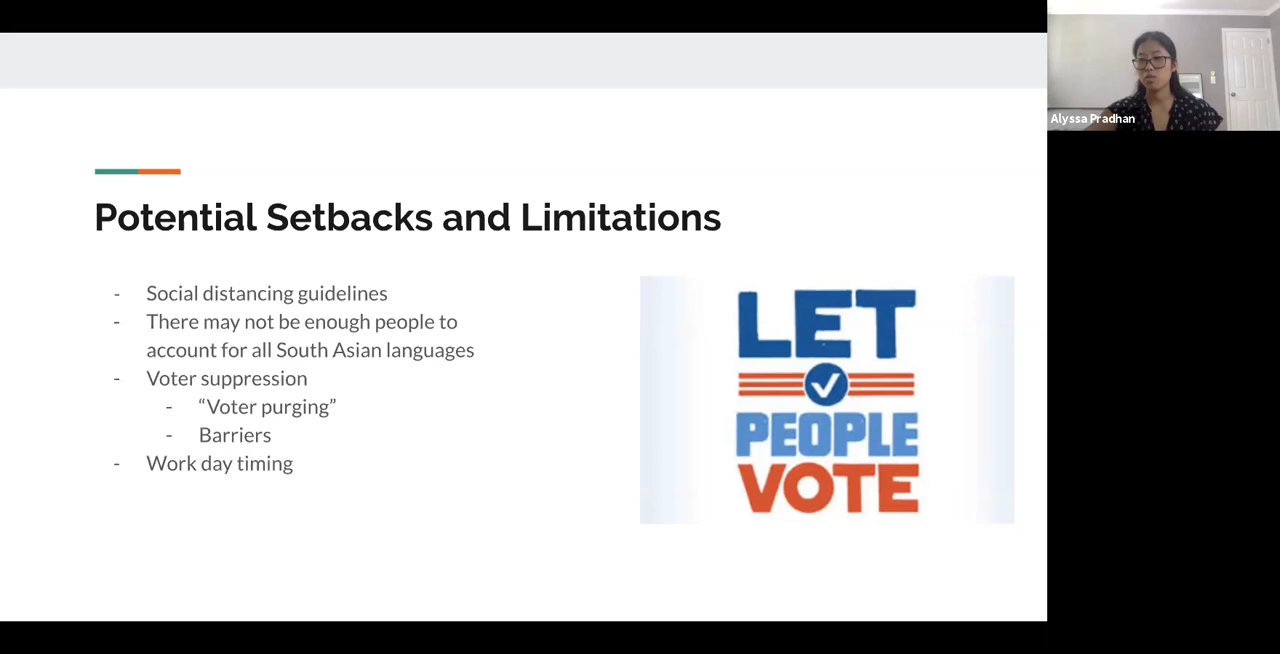 Alyssa Pradhan
Potential Setbacks and Limitations
- Social distancing guidelines
- There may not be enough people to
account for all South Asian languages
- Voter suppression
- “Voter purging”
- Barriers
- Work day timing
LET
PEOPLE
VOTE